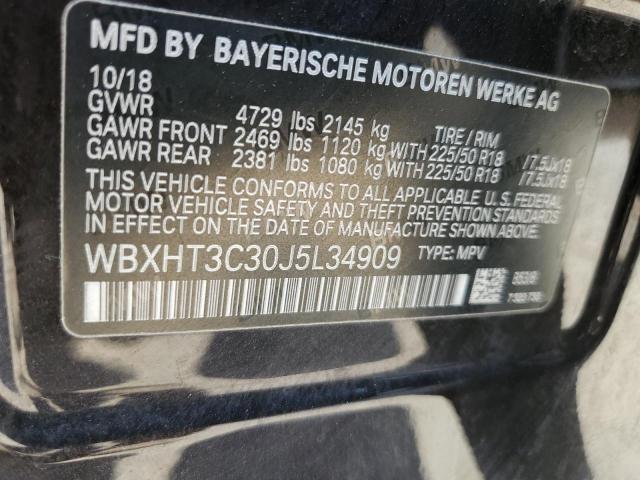 MFD BY BAYERISCHE MOTOREN WERKE AG
10/18
GVWR 4729 lbs 2145 kg TIRE / RIM
GAWR FRONT 2469 lbs 1120 kg WITH 225/50 R18 /7.5Jx18
GAWR REAR 2381 lbs 1080 kg WITH 225/50 R18 /7.5Jx18
THIS VEHICLE CONFORMS TO ALL APPLICABLE U. S. FEDERAL
MOTOR VEHICLE SAFETY AND THEFT PREVENTION STANDARDS
IN EFFECT ON THE DATE OF MANUFACTURE SHOWN ABOVE.
WBXHT3C30J5L34909 TYPE: MPV